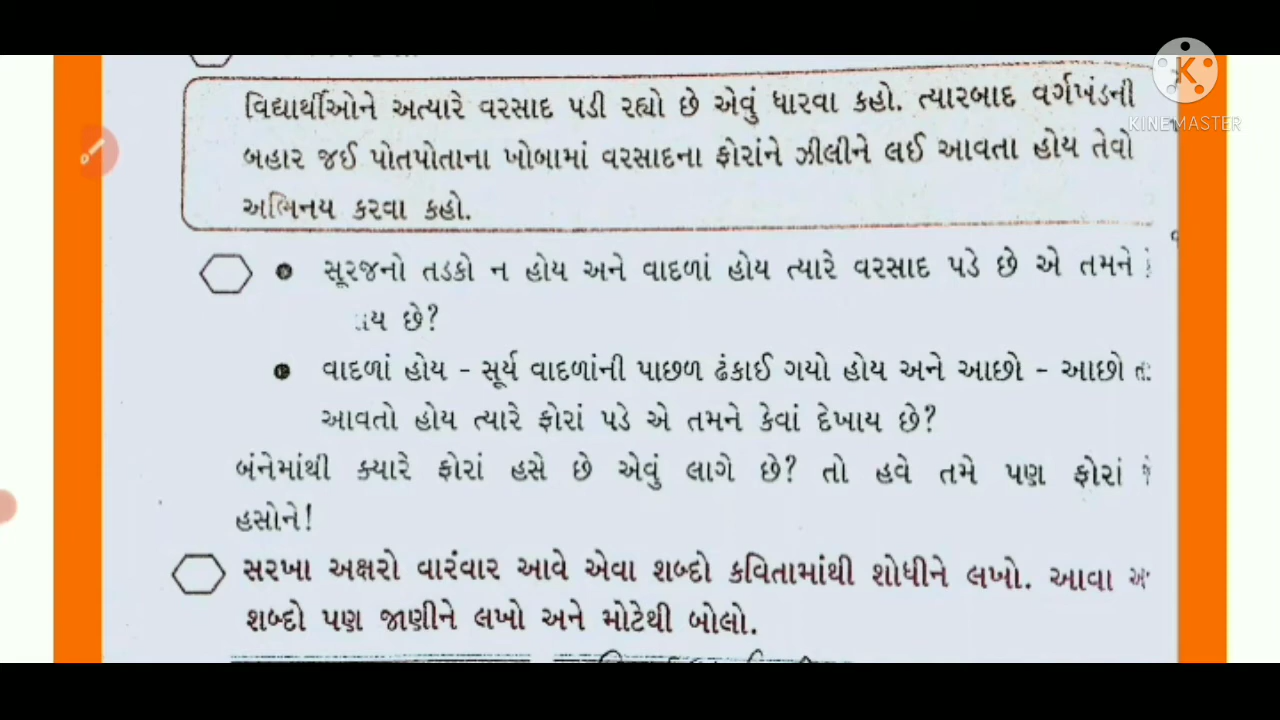 KINEMASTER
વિદ્યાર્થીઓને અત્યારે વરસાદ પડી રહ્યો છે એવું ધારવા કહો. ત્યારબાદ વર્ગખંડની
બહાર જઈ પોતપોતાના ખોબામાં વરસાદના ફોરાંને ઝીલીને લઈ આવતા હોય તેવો
અભિનય કરવા કહો.
સૂરજનો તડકો ન હોય અને વાદળાં હોય ત્યારે વરસાદ પડે છે એ તમને
છે?
વાદળાં હોય - સૂર્ય વાદળાંની પાછળ ઢંકાઈ ગયો હોય અને આછો - આછો
આવતો હોય ત્યારે ફોરાં પડે એ તમને કેવાં દેખાય છે?
બંનેમાંથી ક્યારે ફોરાં હસે છે એવું લાગે છે? તો હવે તમે પણ ફોરાં
હસોને!
સરખા અક્ષરો વારંવાર આવે એવા શબ્દો કવિતામાંથી શોધીને લખો. આવા
શબ્દો પણ જાણીને લખો અને મોટેથી બોલો.